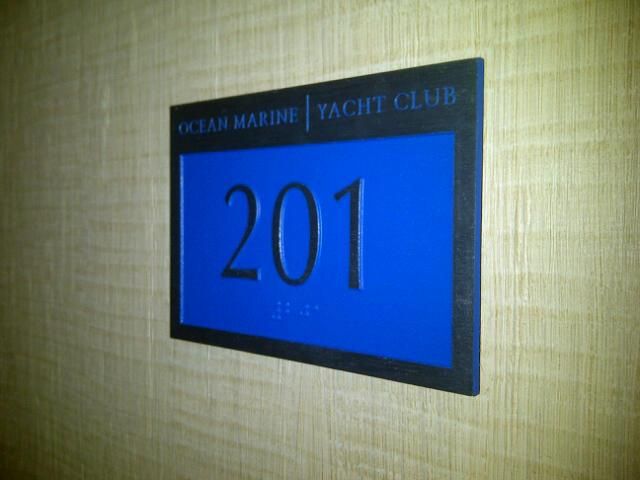 OCEAN MARINE | YACHT CLUB
201